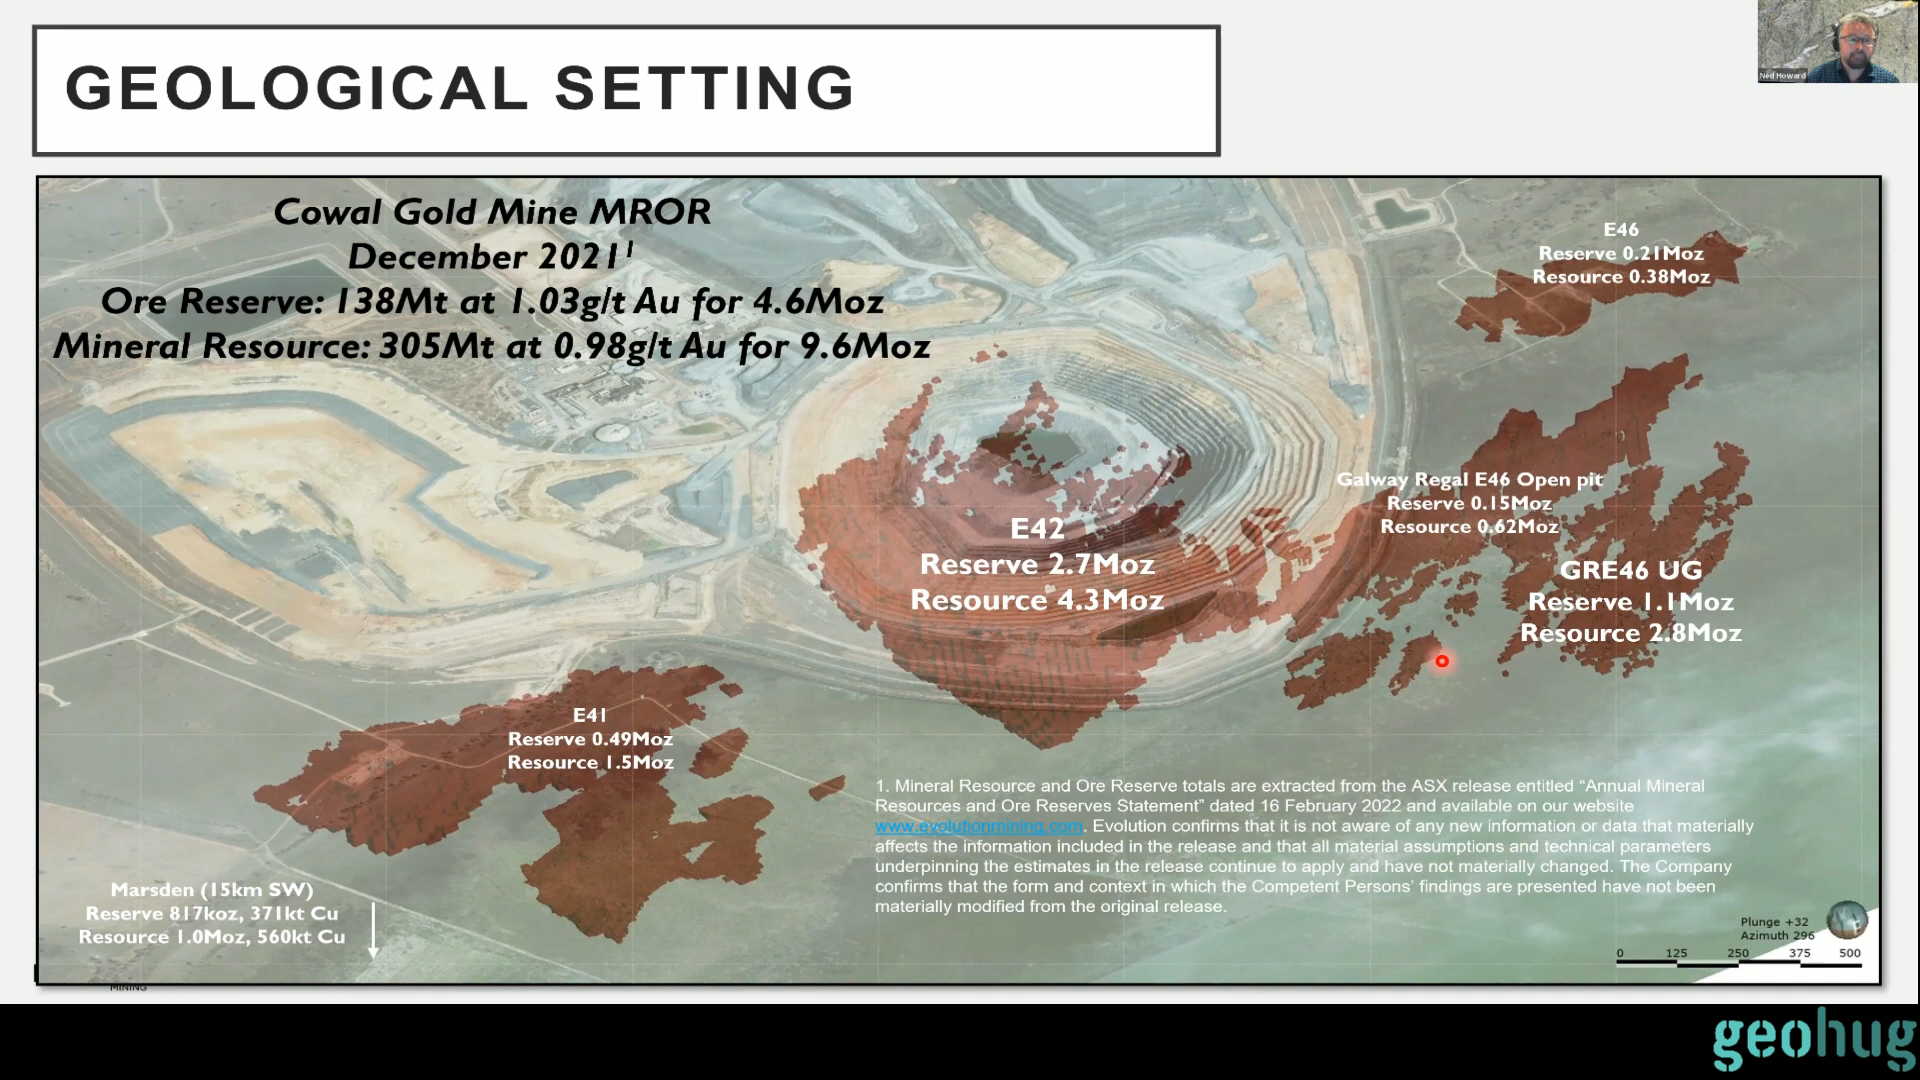 GEOLOGICAL SETTING
Ned Howard
Cowal Gold Mine MROR
December 2021¹
Ore Reserve: 138Mt at 1.03g/t Au for 4.6Moz
Mineral Resource: 305Mt at 0.98g/t Au for 9.6Moz
E46
Reserve 0.21Moz
Resource 0.38Moz
Galway Regal E46 Open pit
Reserve 0.15Moz
Resource 0.62Moz
E42
Reserve 2.7Moz
Resource 4.3Moz
GRE46 UG
Reserve 1.1Moz
Resource 2.8Moz
E41
Reserve 0.49Moz
Resource 1.5Moz
1. Mineral Resource and Ore Reserve totals are extracted from the ASX release entitled “Annual Mineral
Resources and Ore Reserves Statement” dated 16 February 2022 and available on our website
www.evolutionmining.com. Evolution confirms that it is not aware of any new information or data that materially
affects the information included in the release and that all material assumptions and technical parameters
underpinning the estimates in the release continue to apply and have not materially changed. The Company
confirms that the form and context in which the Competent Persons’ findings are presented have not been
materially modified from the original release.
Marsden (15km SW)
Reserve 817koz, 371kt Cu
Resource 1.0Moz, 560kt Cu
Plunge +32
Azimuth 296
0 125 250 375 500
MINING
geohug